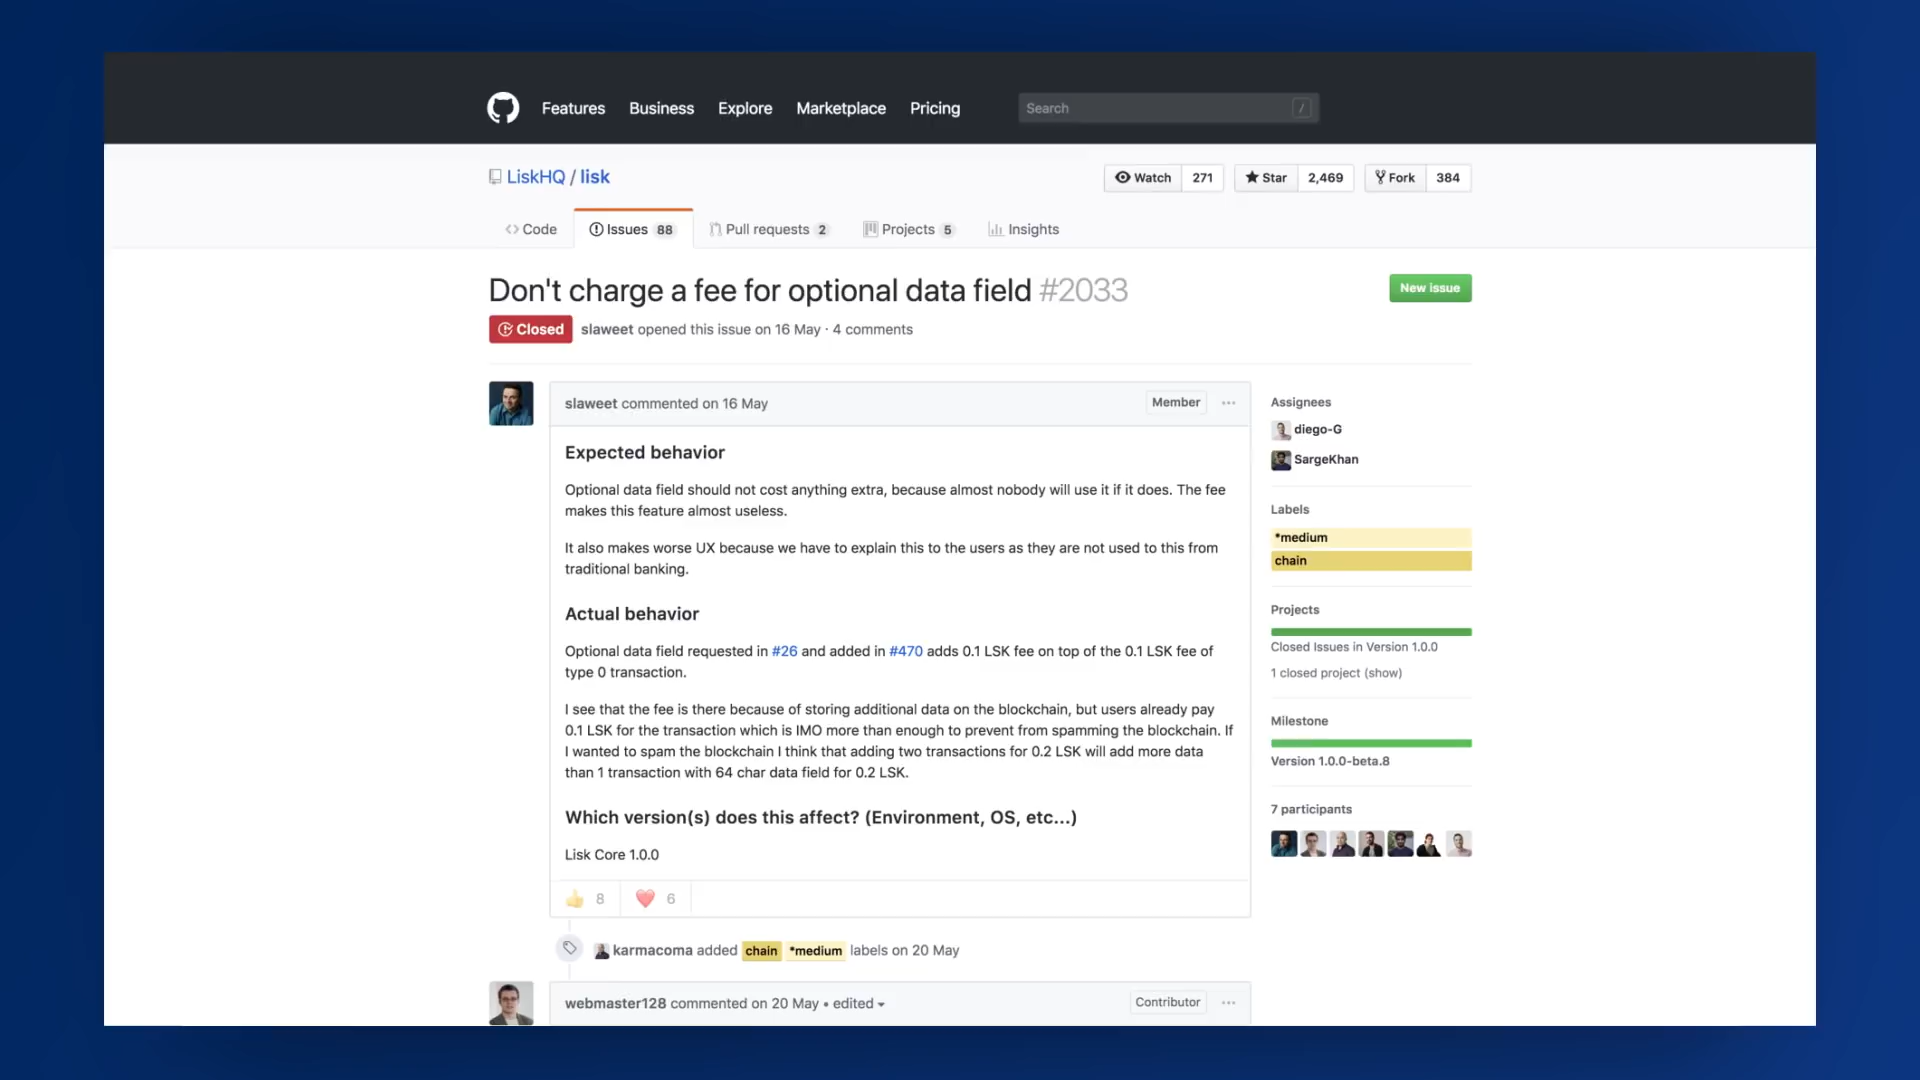 Features Business Explore Marketplace Pricing Search /
LiskHQ / lisk
Watch 271 Star 2,469 Fork 384
Code Issues 88 Pull requests 2 Projects 5 Insights
Don't charge a fee for optional data field #2033
New issue
Closed slaweet opened this issue on 16 May · 4 comments
slaweet commented on 16 May Member ...
Expected behavior
Optional data field should not cost anything extra, because almost nobody will use it if it does. The fee
makes this feature almost useless.
It also makes worse UX because we have to explain this to the users as they are not used to this from
traditional banking.
Actual behavior
Optional data field requested in #26 and added in #470 adds 0.1 LSK fee on top of the 0.1 LSK fee of
type 0 transaction.
I see that the fee is there because of storing additional data on the blockchain, but users already pay
0.1 LSK for the transaction which is IMO more than enough to prevent from spamming the blockchain. If
I wanted to spam the blockchain I think that adding two transactions for 0.2 LSK will add more data
than 1 transaction with 64 char data field for 0.2 LSK.
Which version(s) does this affect? (Environment, OS, etc...)
Lisk Core 1.0.0
8 6
karmacoma added chain *medium labels on 20 May
webmaster128 commented on 20 May • edited Contributor ...
Assignees
diego-G
SargeKhan
Labels
*medium
chain
Projects
Closed Issues in Version 1.0.0
1 closed project (show)
Milestone
Version 1.0.0-beta.8
7 participants